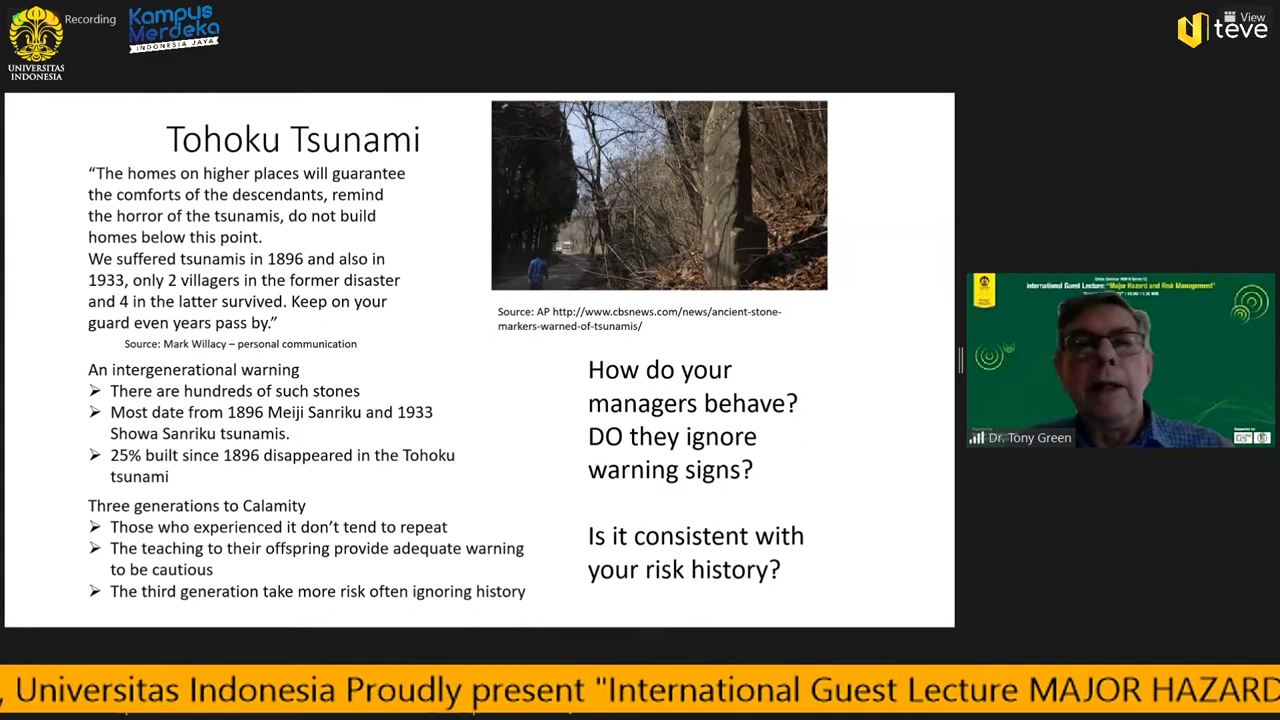 Recording
UNIVERSITAS
INDONESIA
Kampus
Merdeka
INDONESIA JAYA
View
teve
Tohoku Tsunami
“The homes on higher places will guarantee
the comforts of the descendants, remind
the horror of the tsunamis, do not build
homes below this point.
We suffered tsunamis in 1896 and also in
1933, only 2 villagers in the former disaster
and 4 in the latter survived. Keep on your
guard even years pass by.”
Source: Mark Willacy – personal communication
An intergenerational warning
➢ There are hundreds of such stones
➢ Most date from 1896 Meiji Sanriku and 1933
Showa Sanriku tsunamis.
➢ 25% built since 1896 disappeared in the Tohoku
tsunami
Three generations to Calamity
➢ Those who experienced it don’t tend to repeat
➢ The teaching to their offspring provide adequate warning
to be cautious
➢ The third generation take more risk often ignoring history
Source: AP http://www.cbsnews.com/news/ancient-stone-
markers-warned-of-tsunamis/
How do your
managers behave?
DO they ignore
warning signs?
Is it consistent with
your risk history?
International Guest Lecture: "Major Hazard and Risk Management"
Dr. Tony Green
, Universitas Indonesia Proudly present "International Guest Lecture MAJOR HAZARD